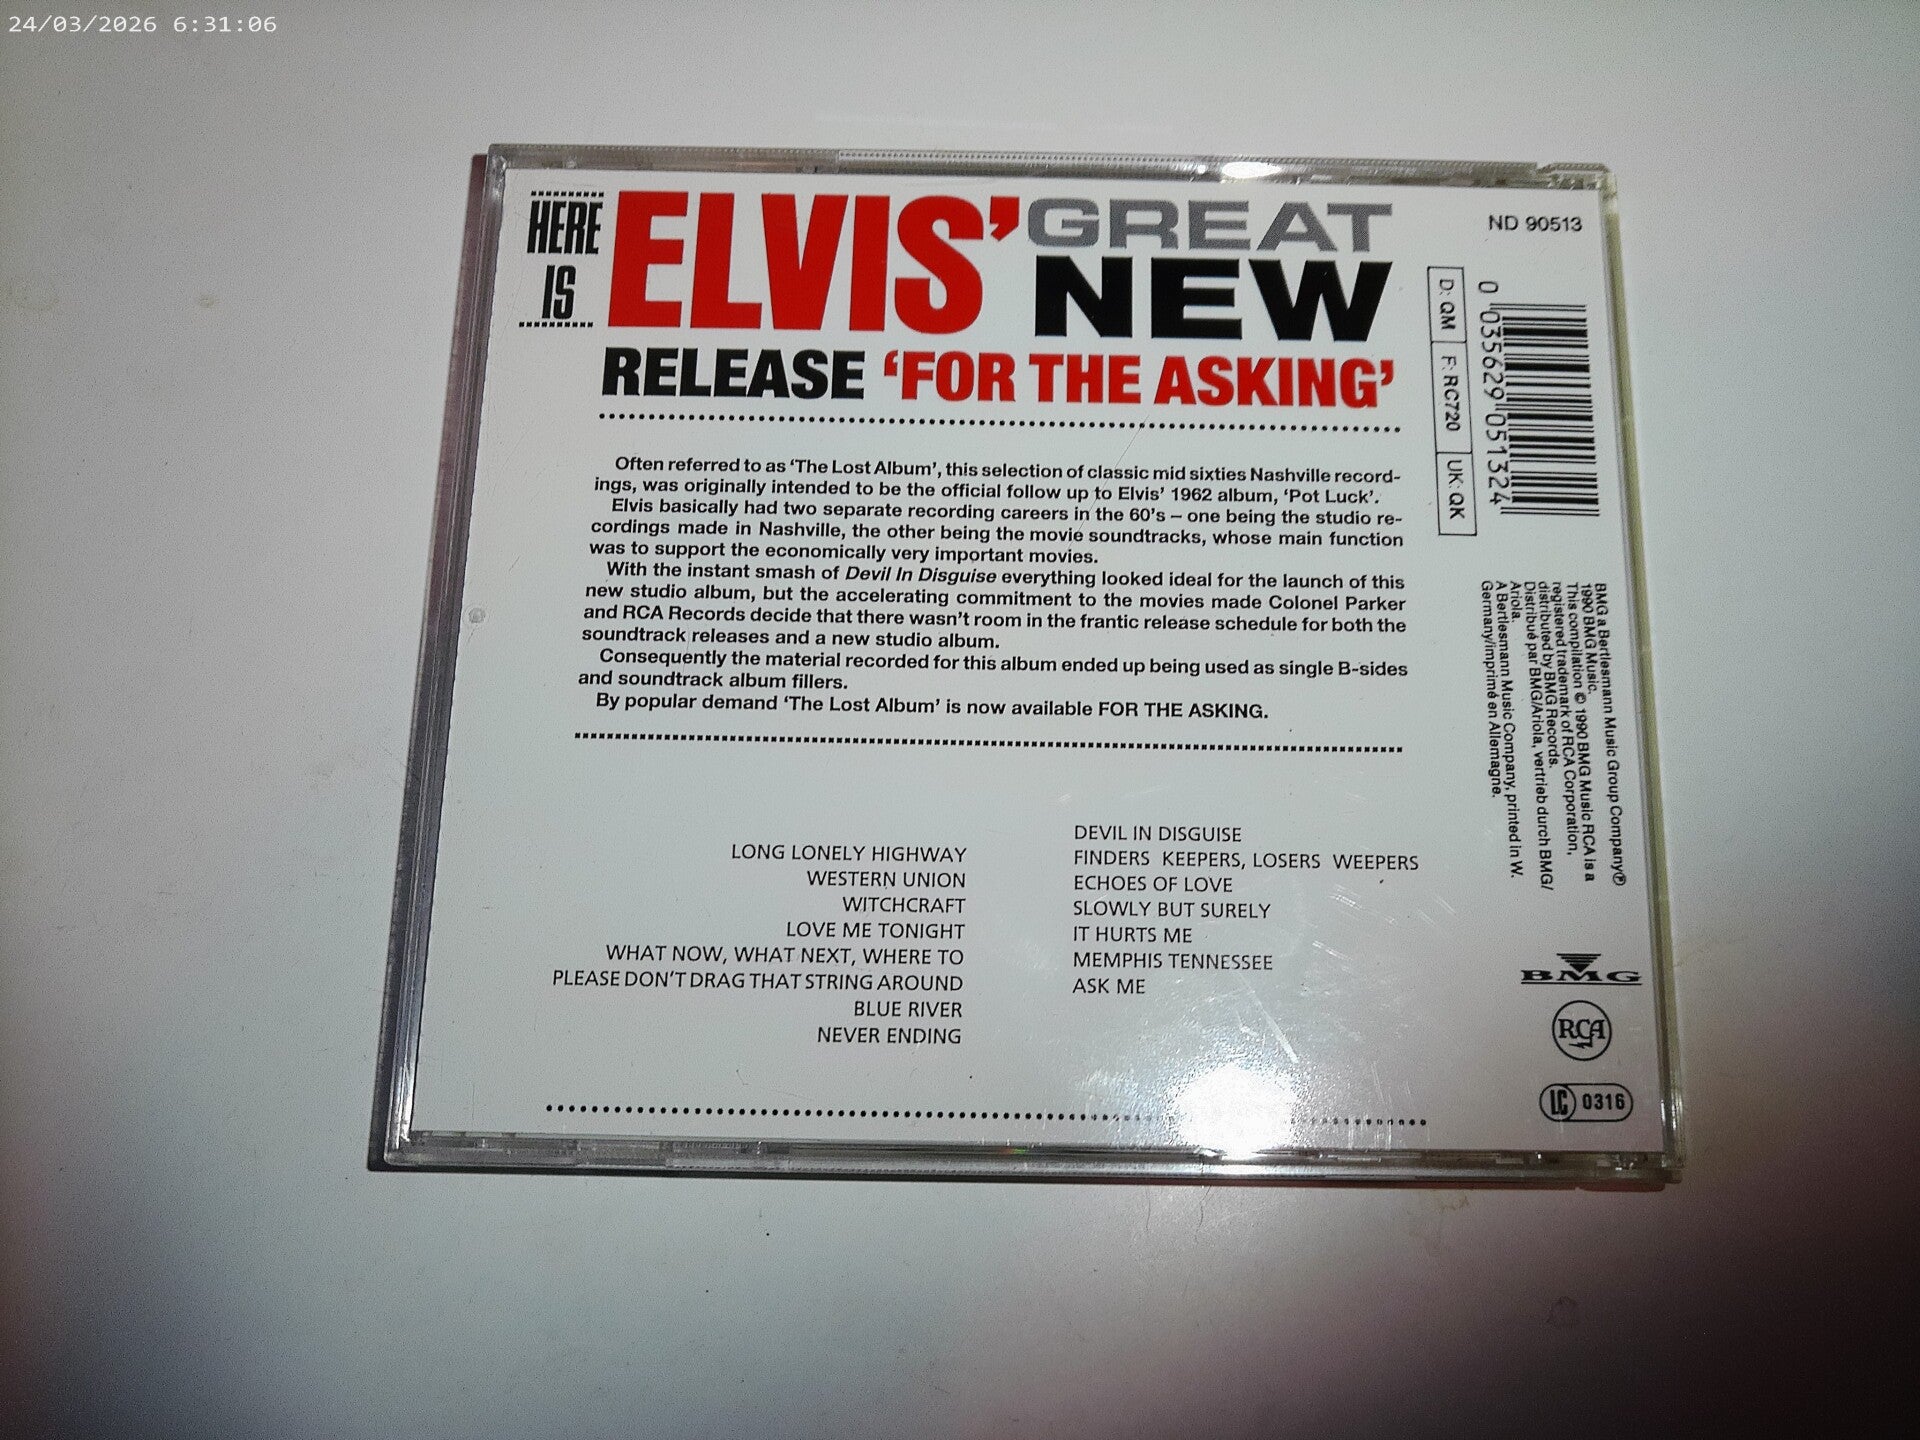 24/03/2026 6:31:06
HERE
IS
ELVIS'
GREAT
NEW
RELEASE 'FOR THE ASKING'
Often referred to as 'The Lost Album', this selection of classic mid sixties Nashville record-
ings, was originally intended to be the official follow up to Elvis' 1962 album, 'Pot Luck'.
Elvis basically had two separate recording careers in the 60's – one being the studio re-
cordings made in Nashville, the other being the movie soundtracks, whose main function
was to support the economically very important movies.
With the instant smash of Devil In Disguise everything looked ideal for the launch of this
new studio album, but the accelerating commitment to the movies made Colonel Parker
and RCA Records decide that there wasn't room in the frantic release schedule for both the
soundtrack releases and a new studio album.
Consequently the material recorded for this album ended up being used as single B-sides
and soundtrack album fillers.
By popular demand 'The Lost Album' is now available FOR THE ASKING.
LONG LONELY HIGHWAY
WESTERN UNION
WITCHCRAFT
LOVE ME TONIGHT
WHAT NOW, WHAT NEXT, WHERE TO
PLEASE DON'T DRAG THAT STRING AROUND
BLUE RIVER
NEVER ENDING
DEVIL IN DISGUISE
FINDERS KEEPERS, LOSERS WEEPERS
ECHOES OF LOVE
SLOWLY BUT SURELY
IT HURTS ME
MEMPHIS TENNESSEE
ASK ME
ND 90513
D: QM F: RC720 UK: QK
0 035629 051324
BMG a Bertlesmann Music Group Company ℗
1990 BMG Music.
This compilation © 1990 BMG Music RCA is a
registered trademark of RCA Corporation,
distributed by BMG Records.
Distribué par BMG/Ariola, vertrieb durch BMG/
Ariola.
A Bertlesmann Music Company, printed in W.
Germany/imprimé en Allemagne.
BMG
RCA
LC 0316